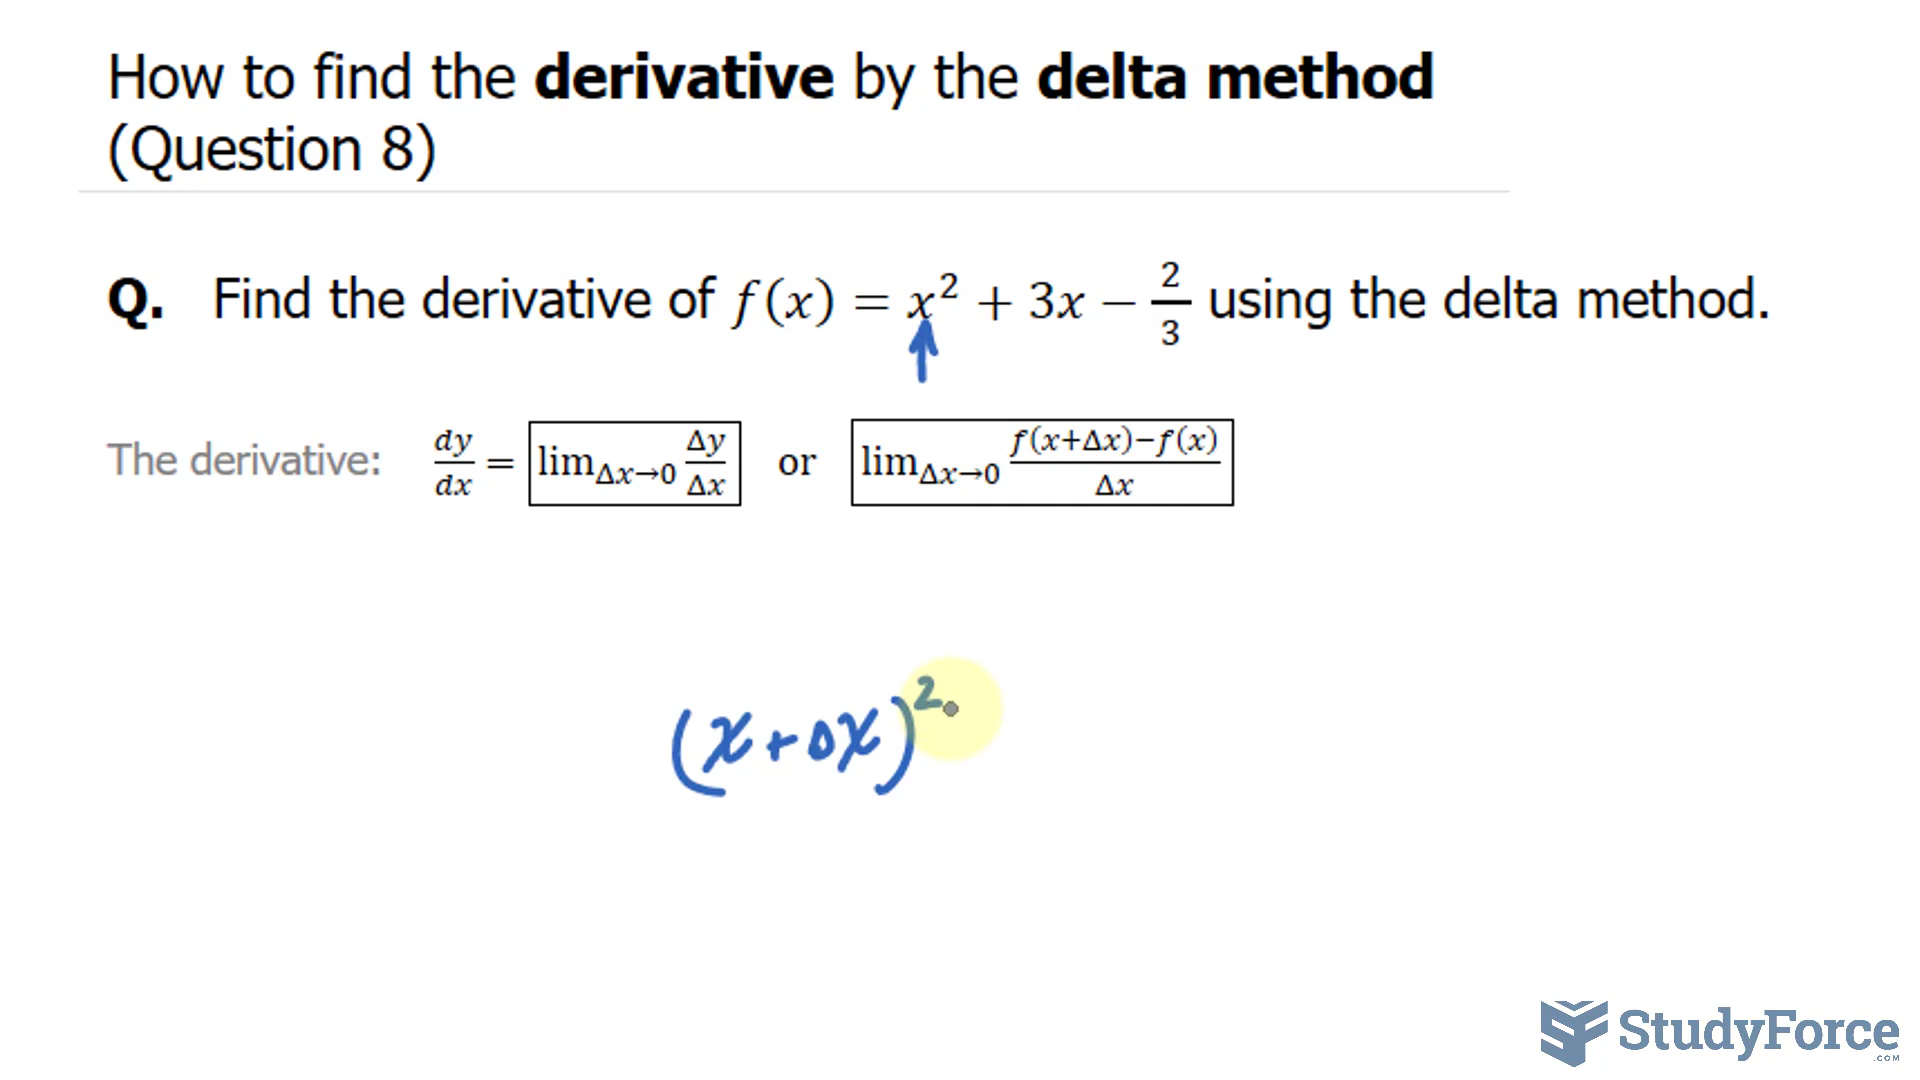 How to find the derivative by the delta method
(Question 8)
Q. Find the derivative of f(x) = x² + 3x − 2/3 using the delta method.
The derivative: dy/dx = lim_{Δx→0} Δy/Δx or lim_{Δx→0} f(x+Δx)−f(x)/Δx
(x+Δx)²
StudyForce
.COM